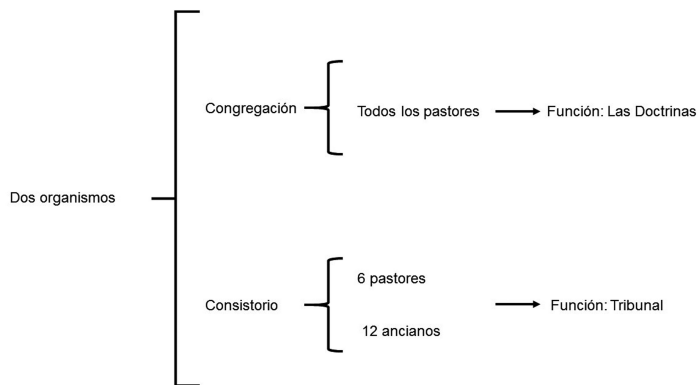 Dos organismos
Congregación
Todos los pastores
Función: Las Doctrinas
Consistorio
6 pastores
12 ancianos
Función: Tribunal